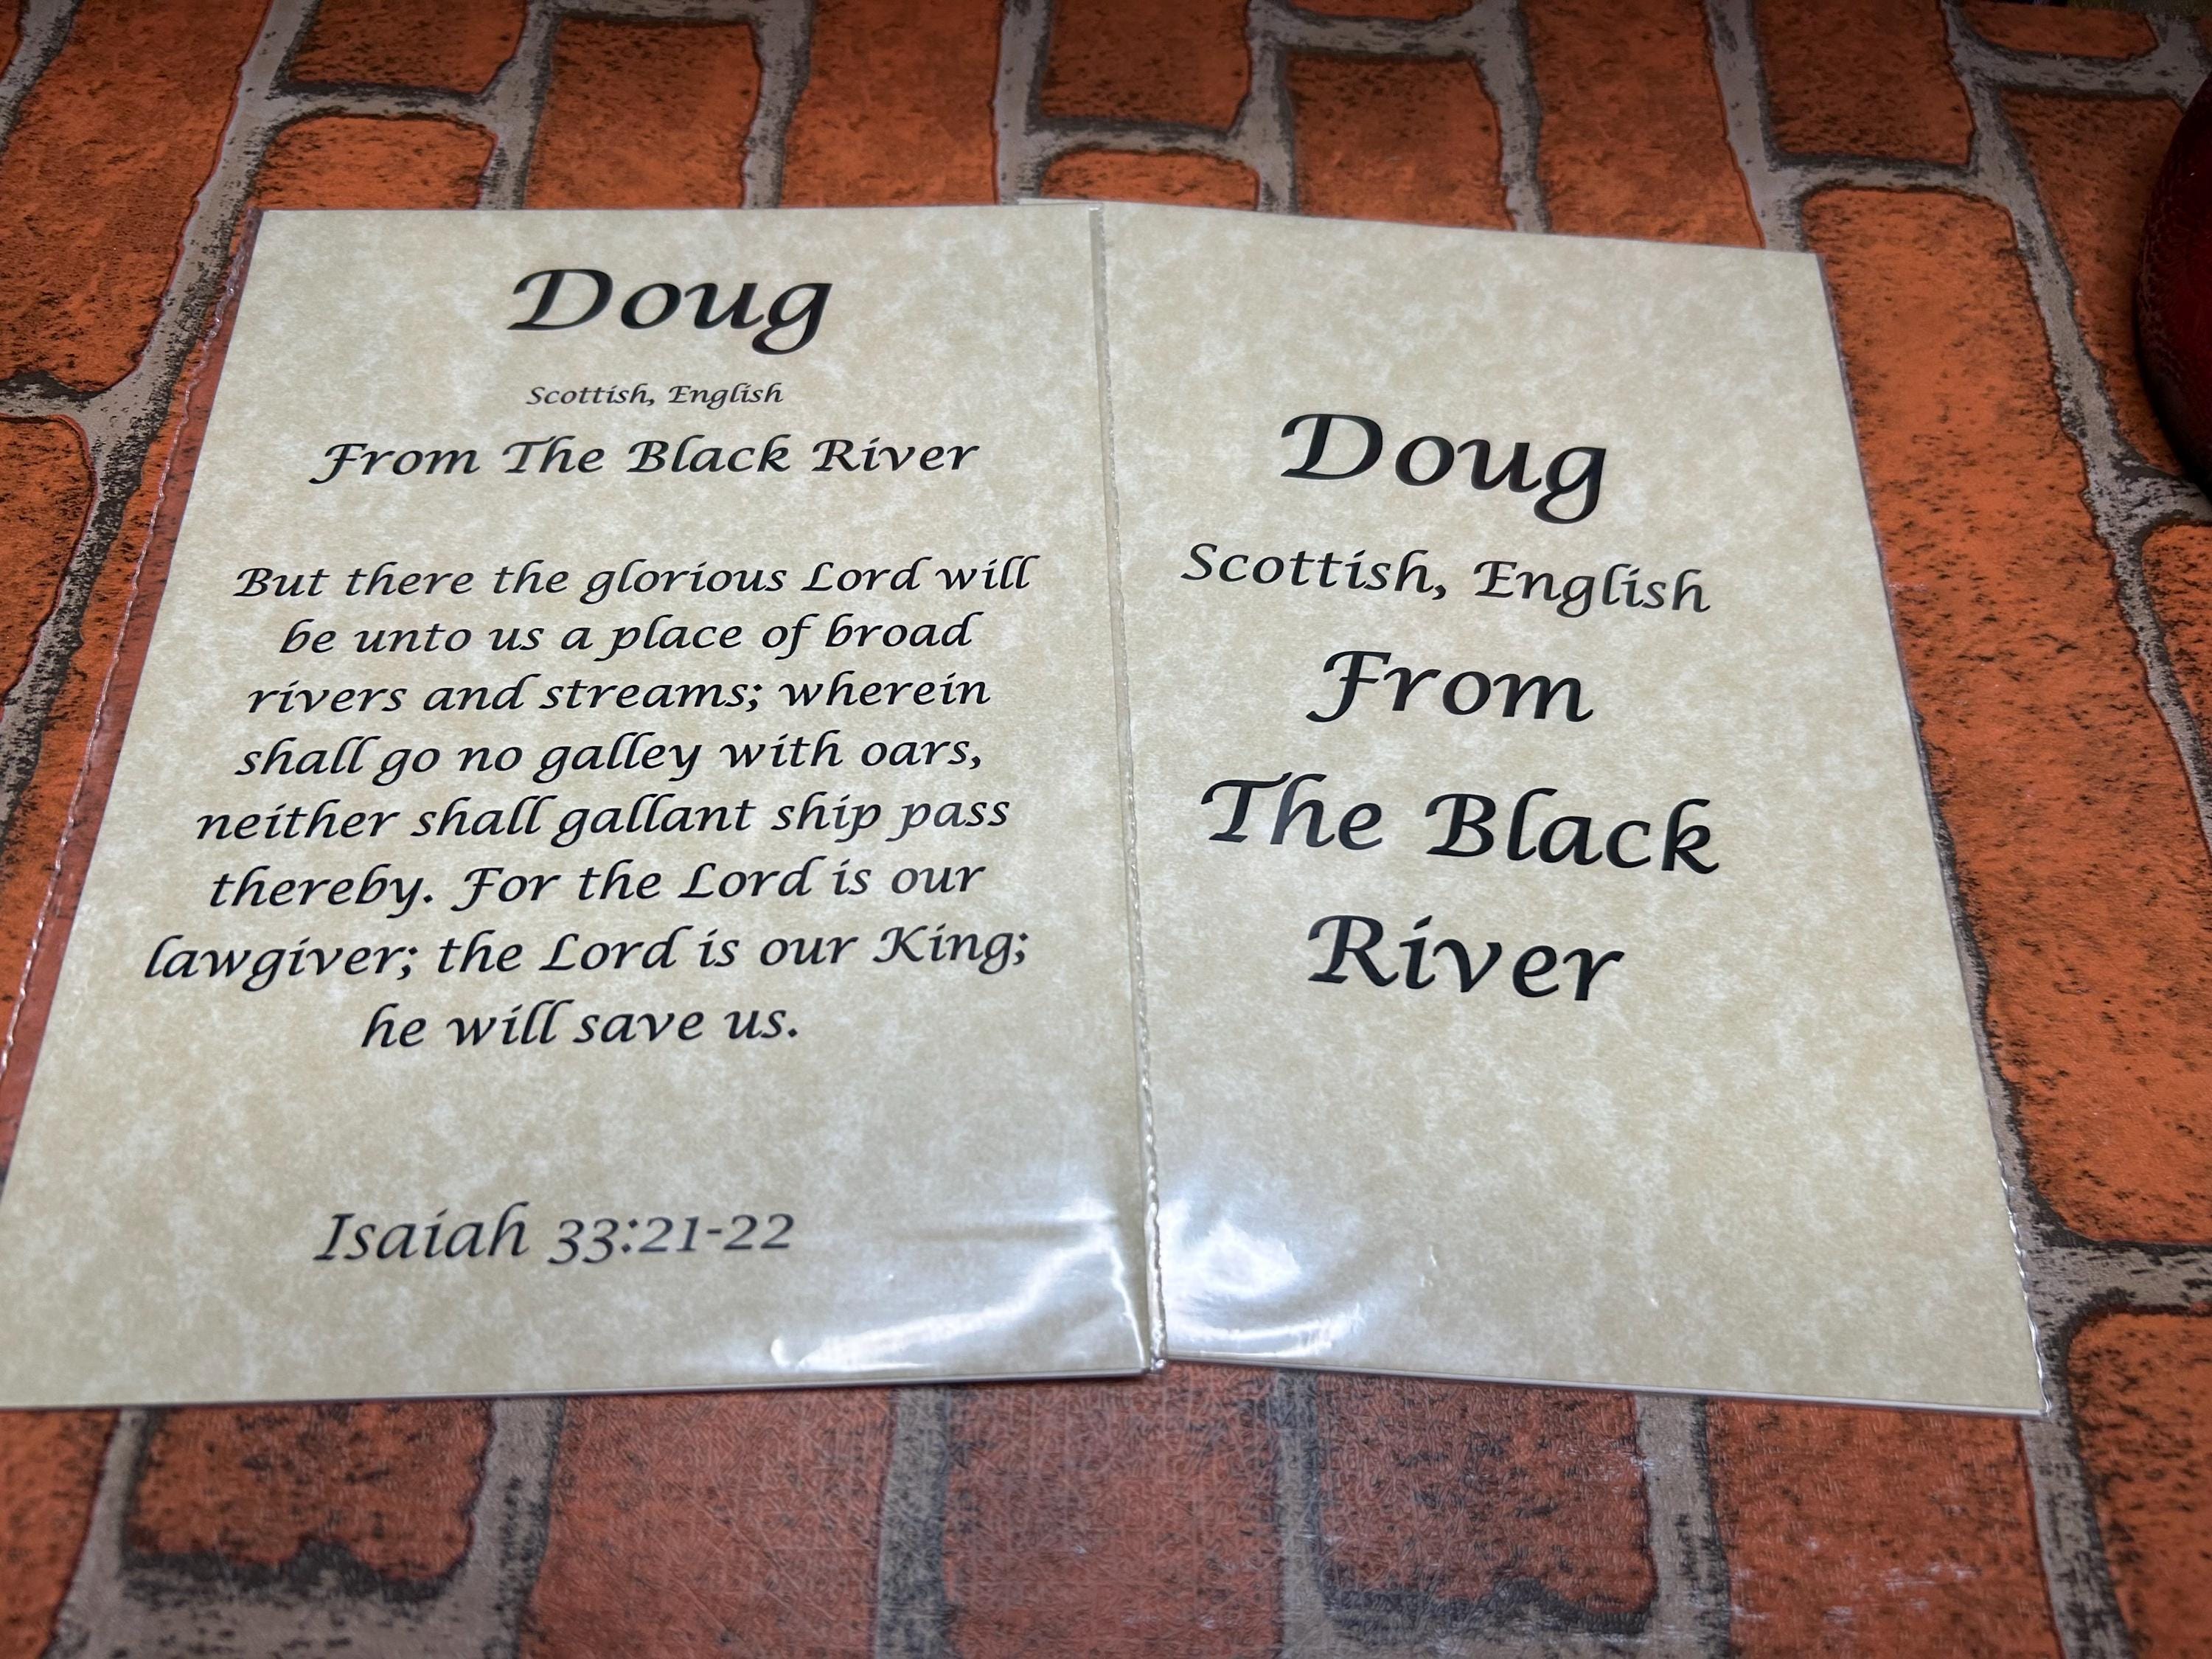 Doug
Scottish, English
From The Black River
But there the glorious Lord will
be unto us a place of broad
rivers and streams; wherein
shall go no galley with oars,
neither shall gallant ship pass
thereby. For the Lord is our
lawgiver; the Lord is our King;
he will save us.
Isaiah 33:21-22
Doug
Scottish, English
From
The Black
River